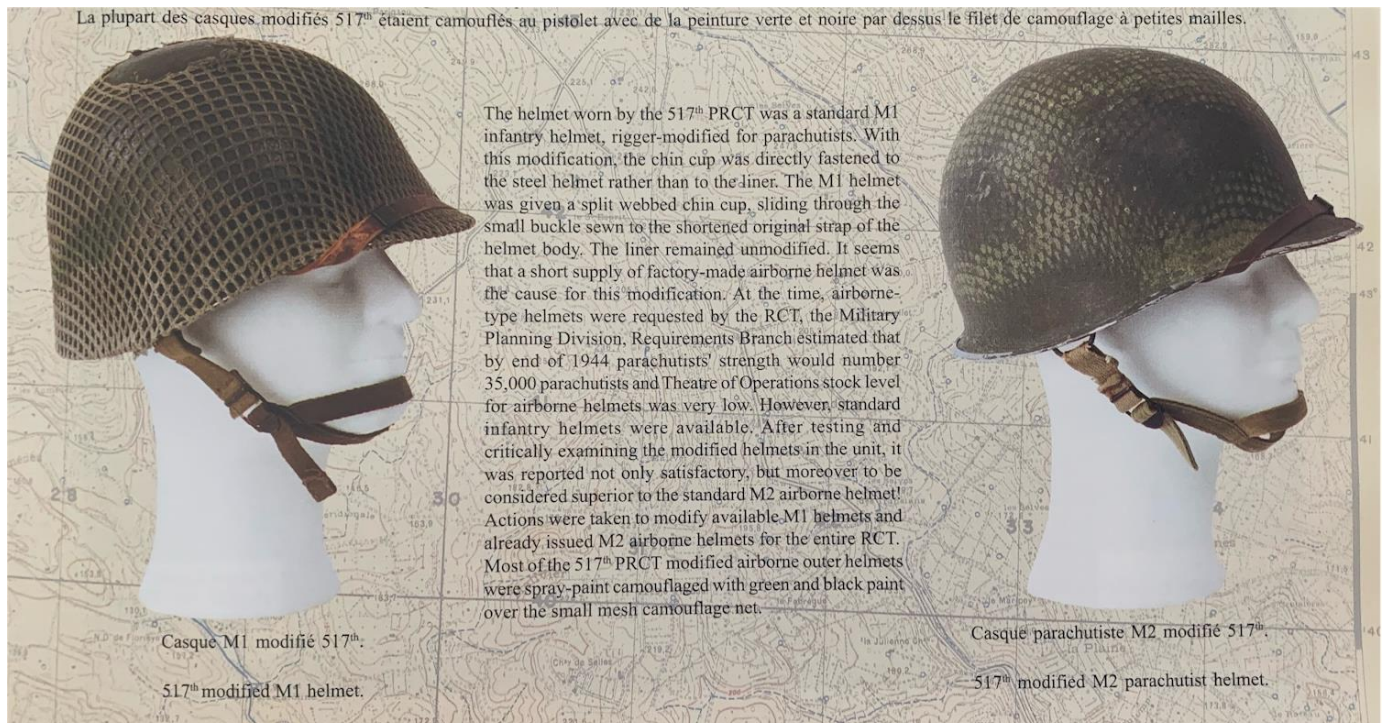 La plupart des casques modifiés 517th étaient camouflés au pistolet avec de la peinture verte et noire par dessus le filet de camouflage à petites mailles.
The helmet worn by the 517th PRCT was a standard M1
infantry helmet, rigger-modified for parachutists. With
this modification, the chin cup was directly fastened to
the steel helmet rather than to the liner. The M1 helmet
was given a split webbed chin cup, sliding through the
small buckle sewn to the shortened original strap of the
helmet body. The liner remained unmodified. It seems
that a short supply of factory-made airborne helmet was
the cause for this modification. At the time, airborne-
type helmets were requested by the RCT, the Military
Planning Division, Requirements Branch estimated that
by end of 1944 parachutists' strength would number
35,000 parachutists and Theatre of Operations stock level
for airborne helmets was very low. However, standard
infantry helmets were available. After testing and
critically examining the modified helmets in the unit, it
was reported not only satisfactory, but moreover to be
considered superior to the standard M2 airborne helmet!
Actions were taken to modify available M1 helmets and
already issued M2 airborne helmets for the entire RCT.
Most of the 517th PRCT modified airborne outer helmets
were spray-paint camouflaged with green and black paint
over the small mesh camouflage net.
Casque M1 modifié 517th.
517th modified M1 helmet.
Casque parachutiste M2 modifié 517th.
517th modified M2 parachutist helmet.
28
30
33
43
42
41
la Plaine